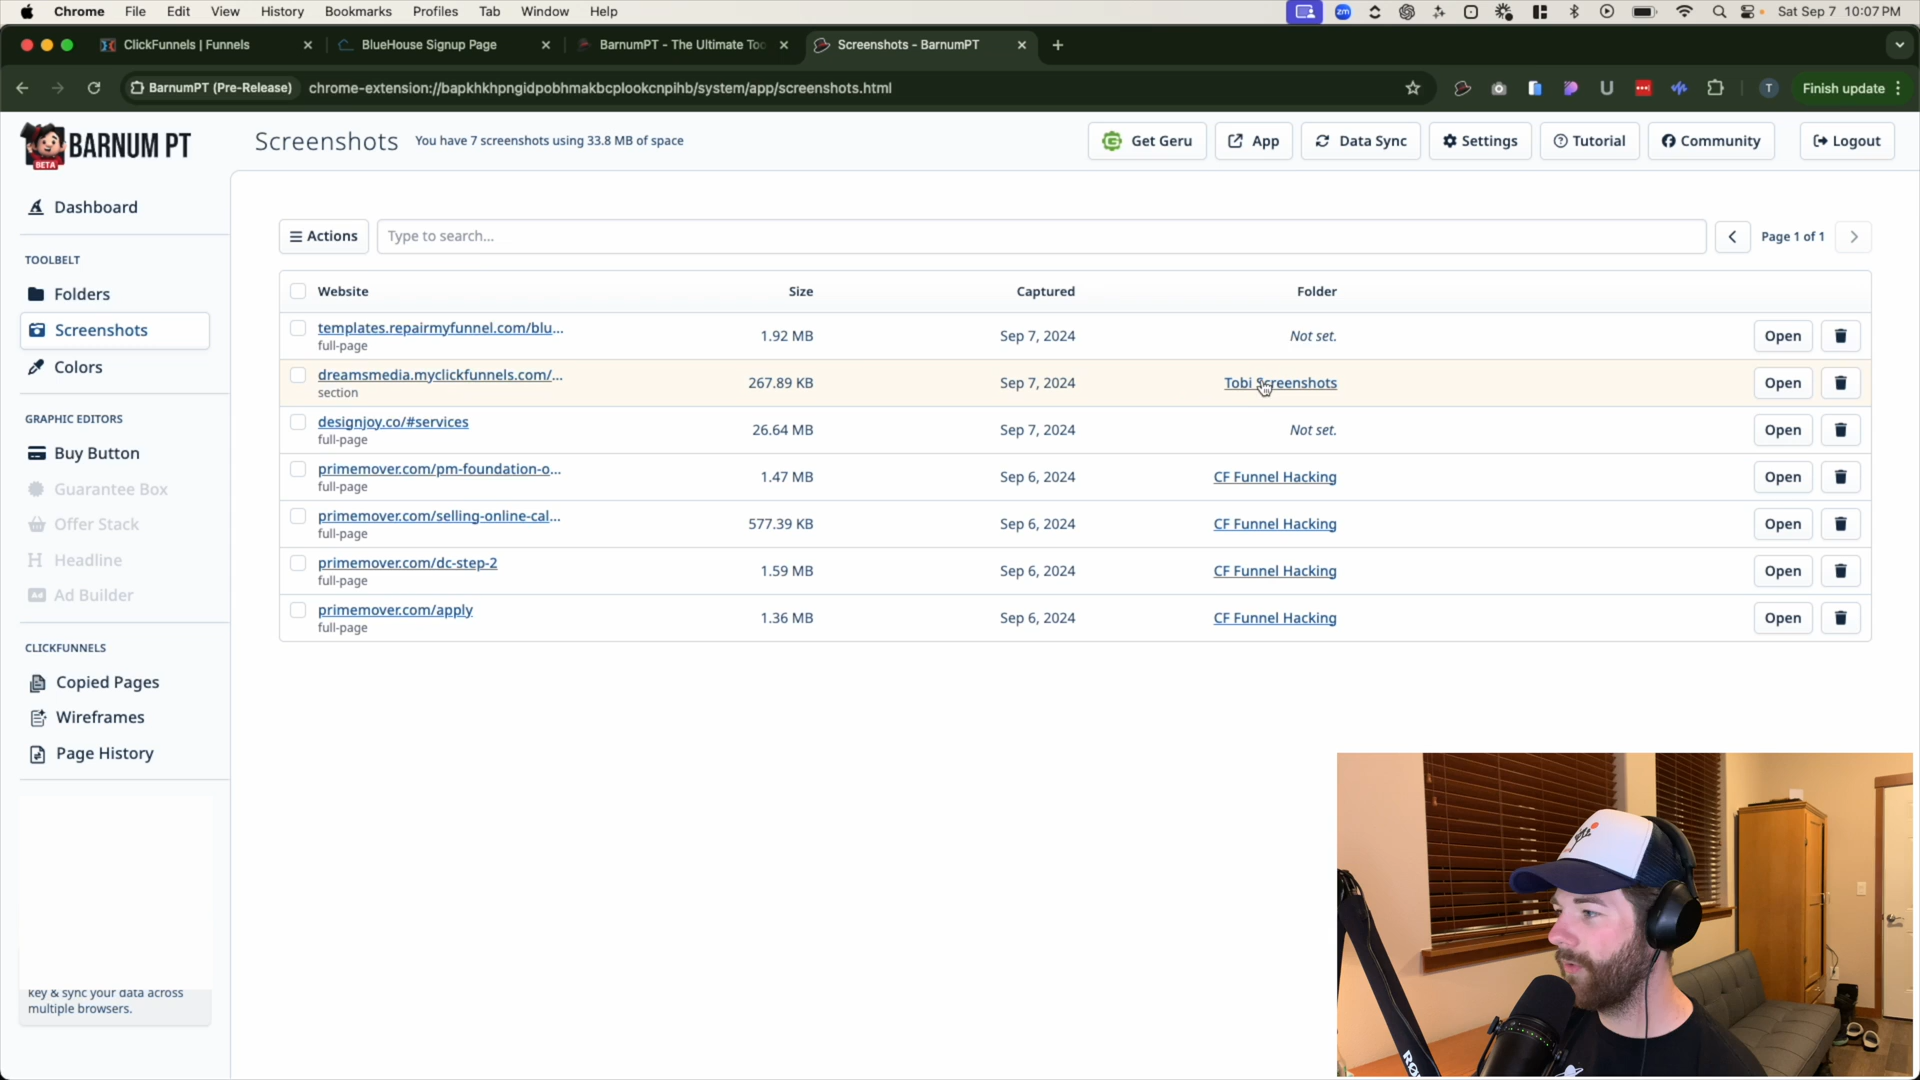 Chrome File Edit View History Bookmarks Profiles Tab Window Help
zm Sat Sep 7 10:07 PM
ClickFunnels | Funnels
BlueHouse Signup Page
BarnumPT - The Ultimate Too
Screenshots - BarnumPT
BarnumPT (Pre-Release) chrome-extension://bapkhkhpngidpobhmakbcplookcnpihb/system/app/screenshots.html
U T Finish update
BARNUM PT
BETA
Screenshots You have 7 screenshots using 33.8 MB of space
Get Geru App Data Sync Settings Tutorial Community Logout
Dashboard
TOOLBELT
Folders
Screenshots
Colors
GRAPHIC EDITORS
Buy Button
Guarantee Box
Offer Stack
Headline
Ad Builder
CLICKFUNNELS
Copied Pages
Wireframes
Page History
key & sync your data across
multiple browsers.
Actions Type to search... Page 1 of 1
Website Size Captured Folder
templates.repairmyfunnel.com/blu... 1.92 MB Sep 7, 2024 Not set. Open
full-page
dreamsmedia.myclickfunnels.com/... 267.89 KB Sep 7, 2024 Tobi Screenshots Open
section
designjoy.co/#services 26.64 MB Sep 7, 2024 Not set. Open
full-page
primemover.com/pm-foundation-o... 1.47 MB Sep 6, 2024 CF Funnel Hacking Open
full-page
primemover.com/selling-online-cal... 577.39 KB Sep 6, 2024 CF Funnel Hacking Open
full-page
primemover.com/dc-step-2 1.59 MB Sep 6, 2024 CF Funnel Hacking Open
full-page
primemover.com/apply 1.36 MB Sep 6, 2024 CF Funnel Hacking Open
full-page